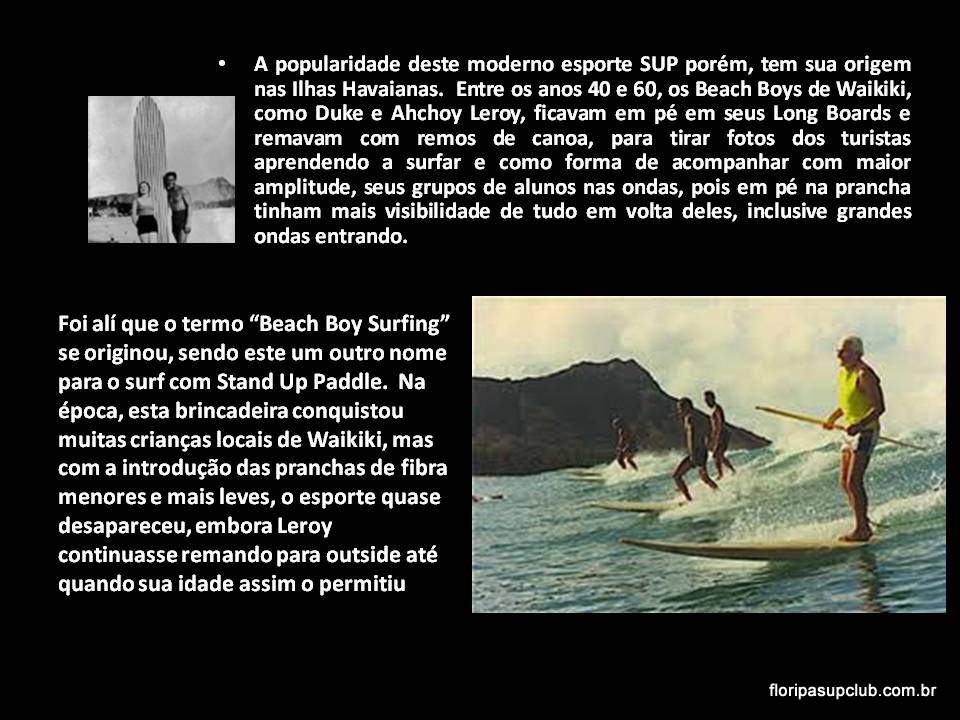 • A popularidade deste moderno esporte SUP porém, tem sua origem
nas Ilhas Havaianas.  Entre os anos 40 e 60, os Beach Boys de Waikiki,
como Duke e Ahchoy Leroy, ficavam em pé em seus Long Boards e
remavam com remos de canoa, para tirar fotos dos turistas
aprendendo a surfar e como forma de acompanhar com maior
amplitude, seus grupos de alunos nas ondas, pois em pé na prancha
tinham mais visibilidade de tudo em volta deles, inclusive grandes
ondas entrando.
Foi alí que o termo “Beach Boy Surfing”
se originou, sendo este um outro nome
para o surf com Stand Up Paddle.  Na
época, esta brincadeira conquistou
muitas crianças locais de Waikiki, mas
com a introdução das pranchas de fibra
menores e mais leves, o esporte quase
desapareceu, embora Leroy
continuasse remando para outside até
quando sua idade assim o permitiu
floripasupclub.com.br